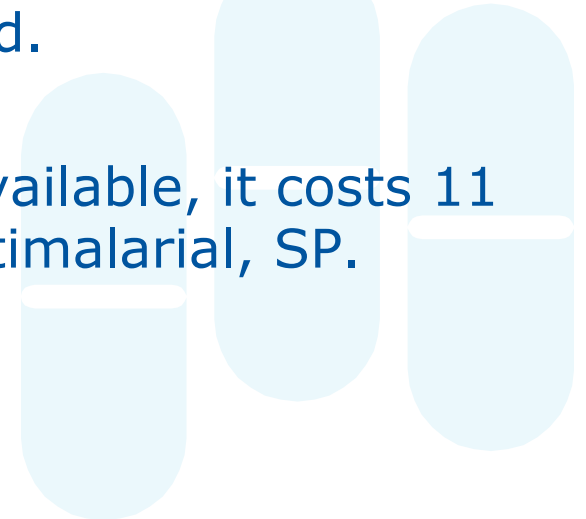 d.
vailable, it costs 11
timalarial, SP.